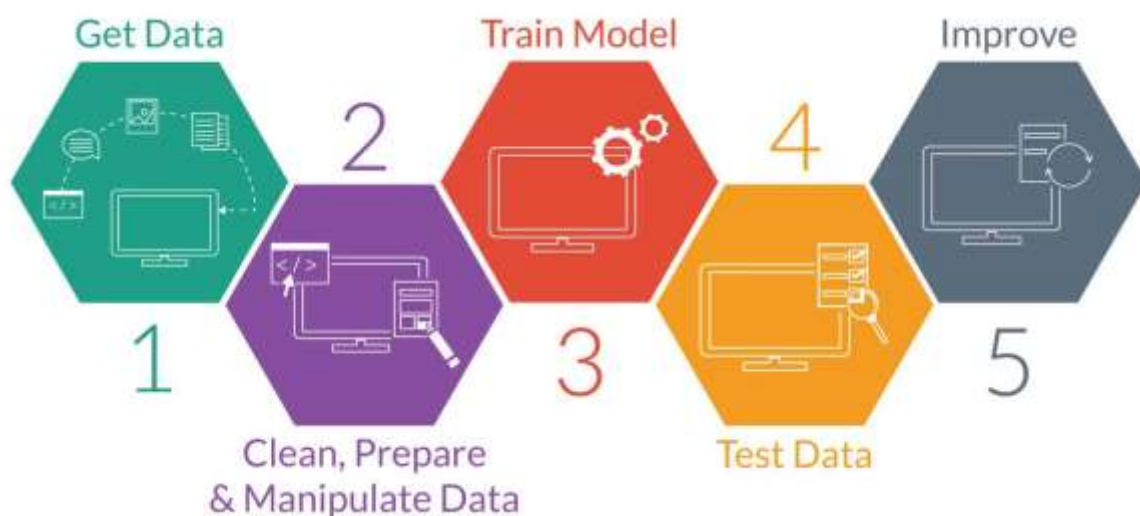 Get Data
1
2
Clean, Prepare
& Manipulate Data
Train Model
3
4
Test Data
Improve
5
</>
</>